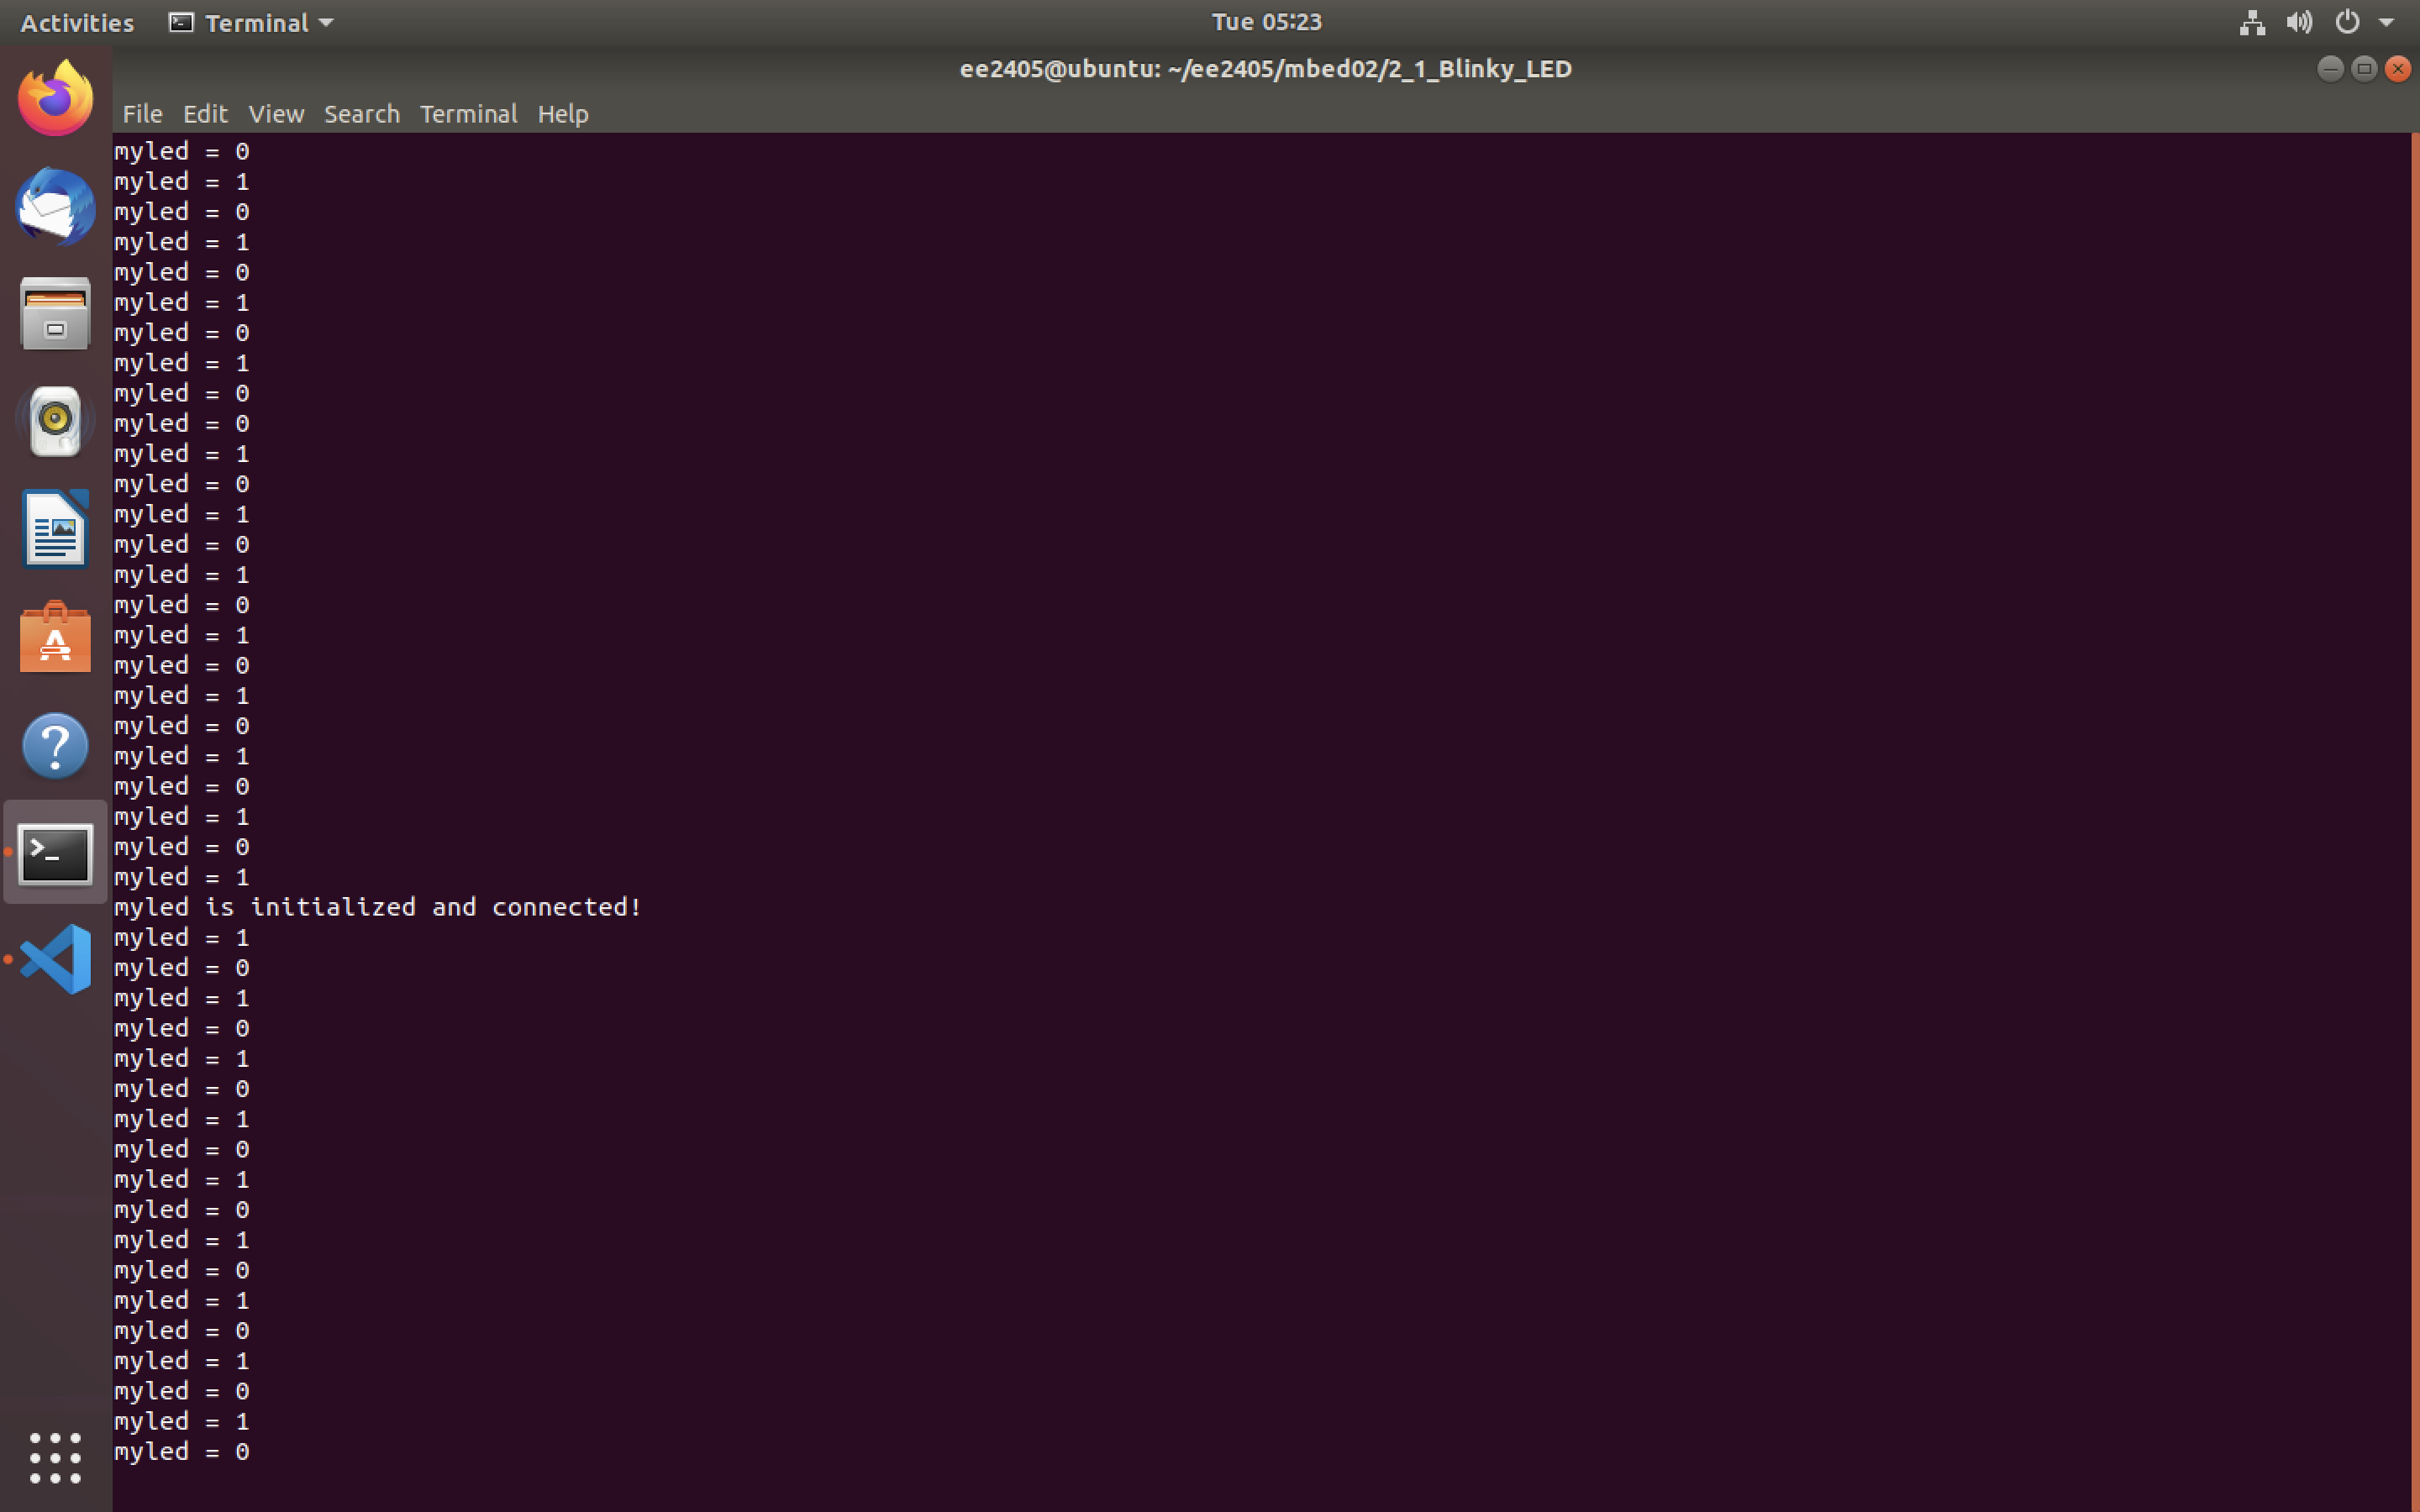 Activities Terminal Tue 05:23
ee2405@ubuntu: ~/ee2405/mbed02/2_1_Blinky_LED
File Edit View Search Terminal Help
myled = 0
myled = 1
myled = 0
myled = 1
myled = 0
myled = 1
myled = 0
myled = 1
myled = 0
myled = 0
myled = 1
myled = 0
myled = 1
myled = 0
myled = 1
myled = 0
myled = 1
myled = 0
myled = 1
myled = 0
myled = 1
myled = 0
myled = 1
myled = 0
myled = 1
myled is initialized and connected!
myled = 1
myled = 0
myled = 1
myled = 0
myled = 1
myled = 0
myled = 1
myled = 0
myled = 1
myled = 0
myled = 1
myled = 0
myled = 1
myled = 0
myled = 1
myled = 0
myled = 1
myled = 0